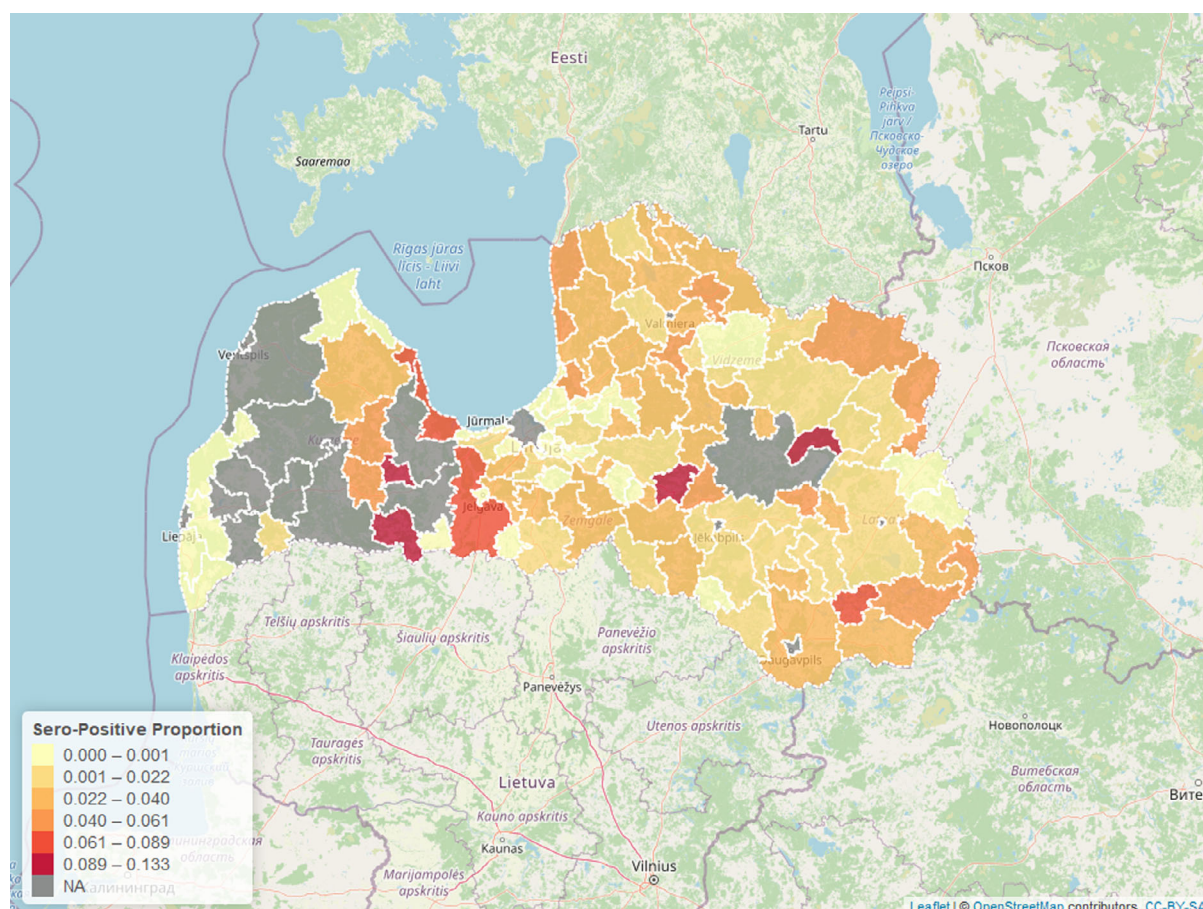 Eesti
Peipsi-
Pihkva
järv /
Псковско-
Чудское
озеро
Tartu
Saaremaa
Rīgas jūras
līcis - Liivi
laht
Псков
Псковская
область
Valmiera
Vidzeme
Ventspils
Jūrmala
Latvija
Kurzeme
Jelgava
Zemgale
Jēkabpils
Latgale
Liepāja
Daugavpils
Telšių apskritis
Šiaulių apskritis
Panevėžio
apskritis
Klaipėdos
apskritis
Panevėžys
Utenos apskritis
Новополоцк
Tauragės
apskritis
Lietuva
Витебская
область
Вите
Kauno apskritis
Kaunas
Vilnius
Marijampolės
apskritis
Sero-Positive Proportion
0.000 – 0.001
0.001 – 0.022
0.022 – 0.040
0.040 – 0.061
0.061 – 0.089
0.089 – 0.133
NA
Калининград
Leaflet | © OpenStreetMap contributors, CC-BY-SA